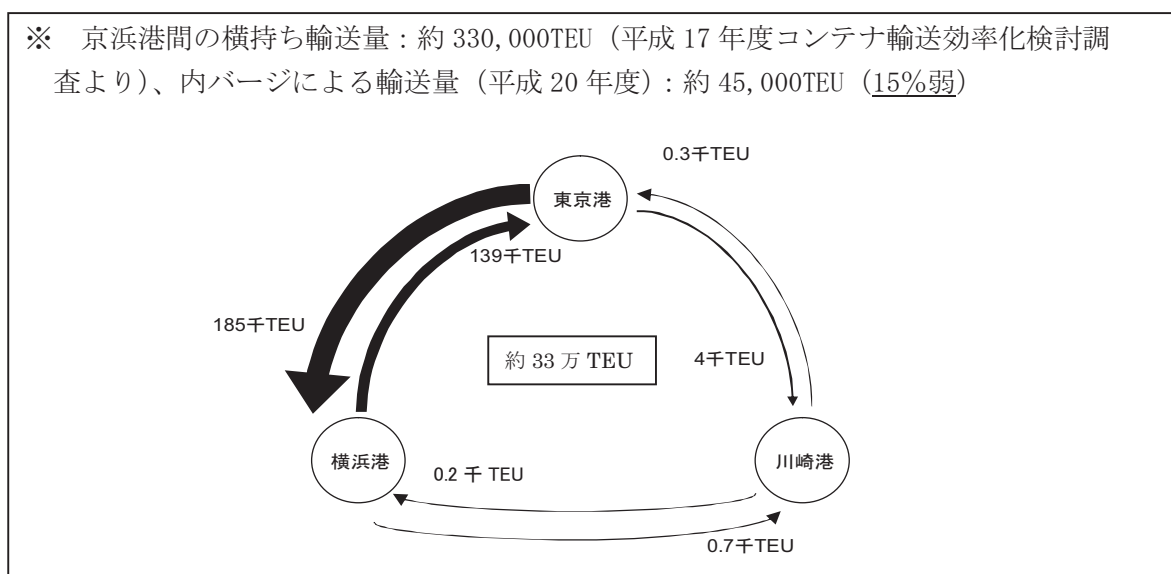 ※ 京浜港間の横持ち輸送量：約 330,000TEU（平成 17 年度コンテナ輸送効率化検討調
査より）、内バージによる輸送量（平成 20 年度）：約 45,000TEU（15％弱）
0.3千TEU
東京港
139千TEU
185千TEU
約 33 万 TEU
4千TEU
横浜港
川崎港
0.2 千 TEU
0.7千TEU